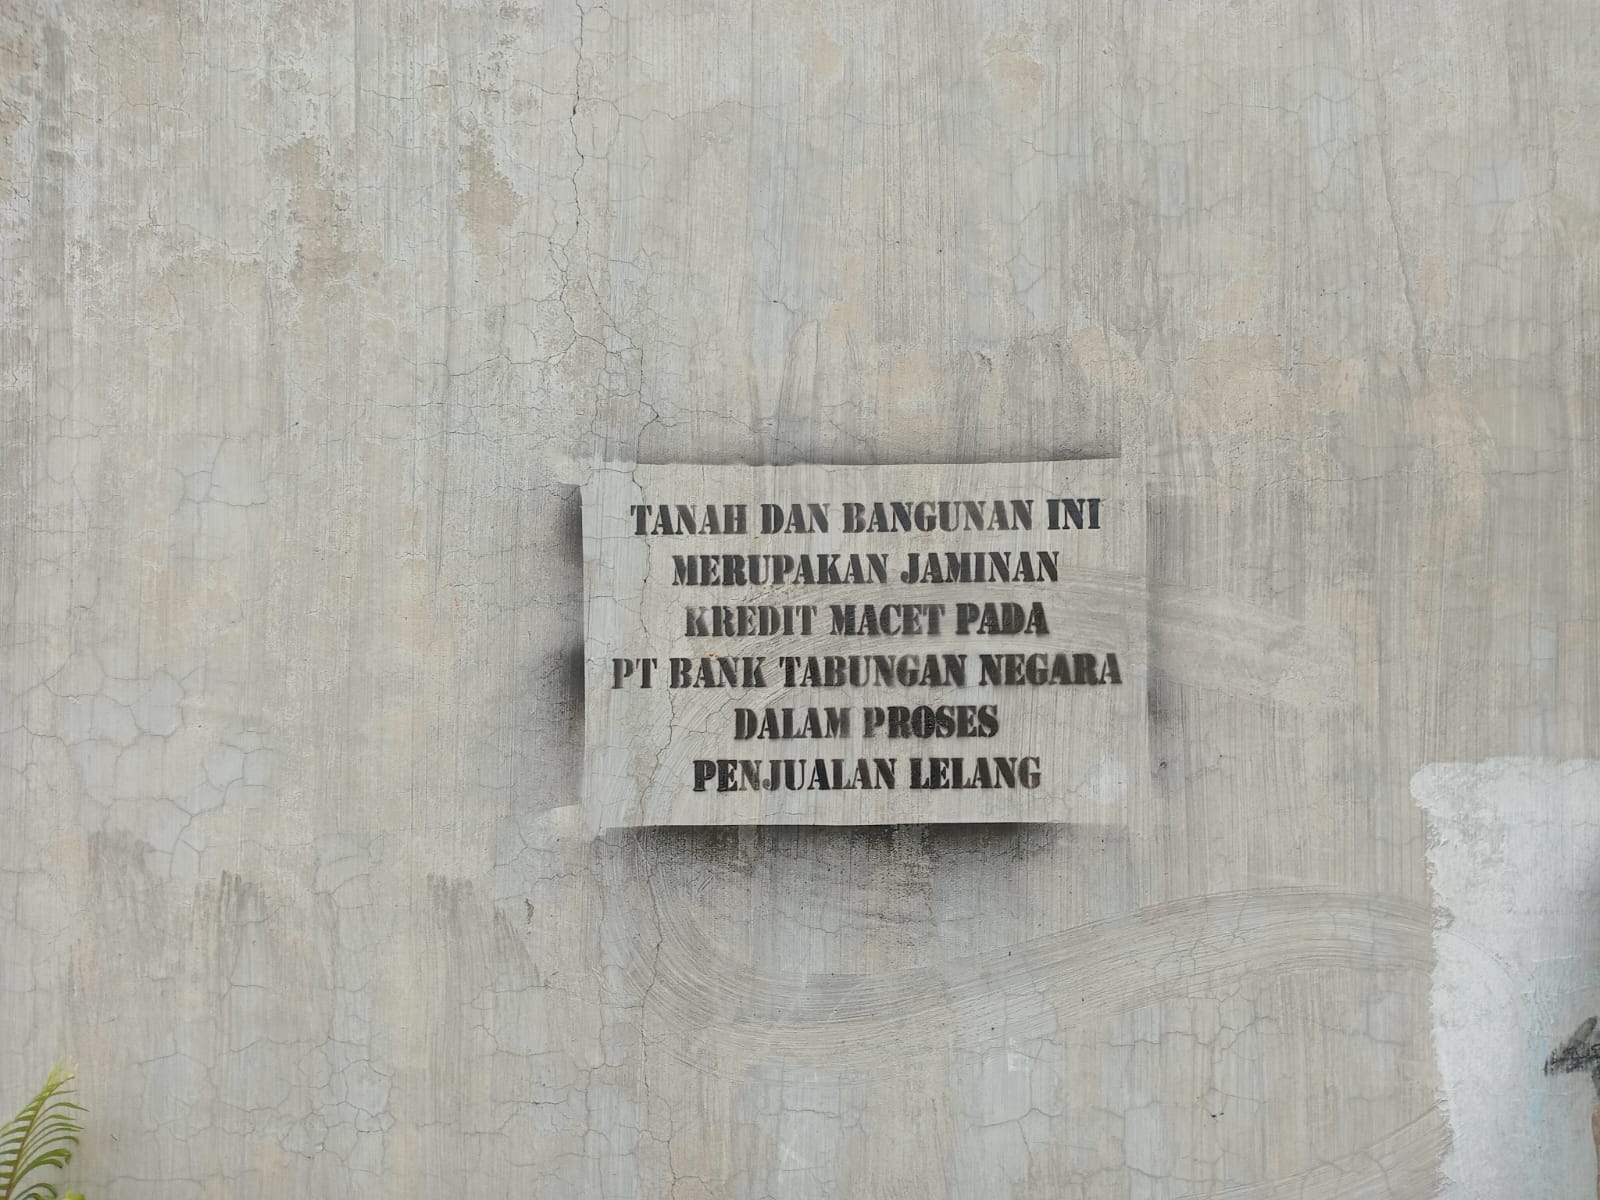 TANAH DAN BANGUNAN INI
MERUPAKAN JAMINAN
KREDIT MACET PADA
PT BANK TABUNGAN NEGARA
DALAM PROSES
PENJUALAN LELANG